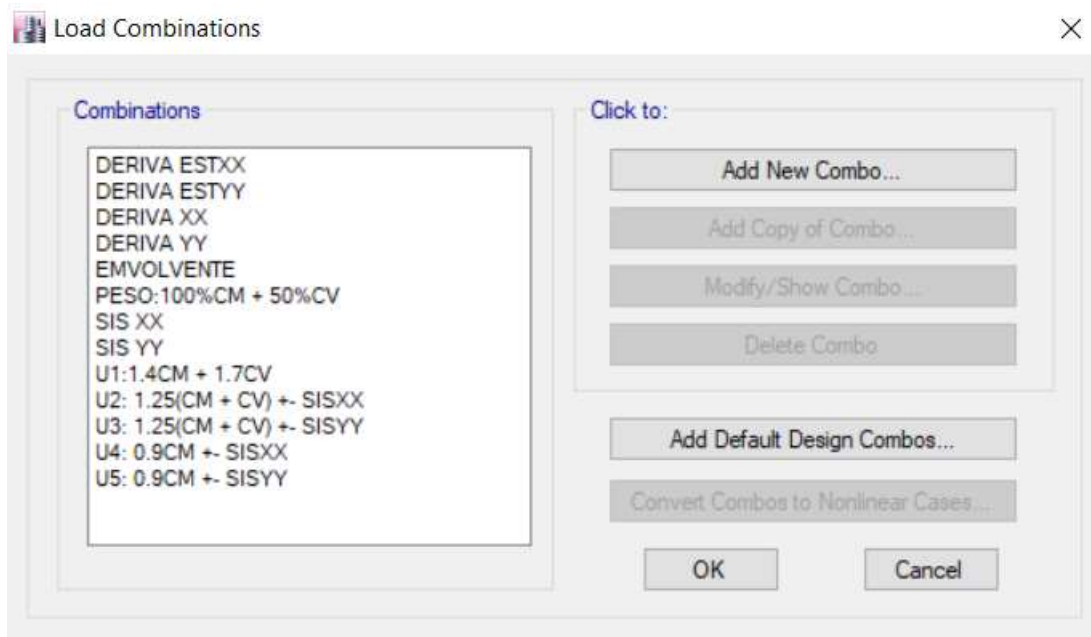 Load Combinations
Combinations
DERIVA ESTXX
DERIVA ESTYY
DERIVA XX
DERIVA YY
EMVOLVENTE
PESO:100%CM + 50%CV
SIS XX
SIS YY
U1:1.4CM + 1.7CV
U2: 1.25(CM + CV) +- SISXX
U3: 1.25(CM + CV) +- SISYY
U4: 0.9CM +- SISXX
U5: 0.9CM +- SISYY
Click to:
Add New Combo...
Add Copy of Combo...
Modify/Show Combo...
Delete Combo
Add Default Design Combos...
Convert Combos to Nonlinear Cases...
OK
Cancel